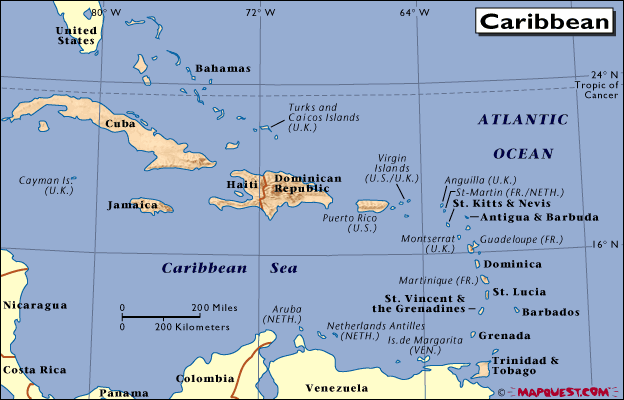 80° W
72° W
64° W
Caribbean
United
States
Bahamas
24° N
Tropic of
Cancer
Turks and
Caicos Islands
(U.K.)
Cuba
ATLANTIC
OCEAN
Cayman Is.
(U.K.)
Jamaica
Haiti
Dominican
Republic
Puerto Rico
(U.S.)
Virgin
Islands
(U.S./U.K.)
Anguilla (U.K.)
St-Martin (FR./NETH.)
St. Kitts & Nevis
Antigua & Barbuda
Montserrat
(U.K.)
Guadeloupe (FR.)
16° N
Caribbean Sea
Dominica
Martinique (FR.)
St. Lucia
St. Vincent &
the Grenadines
Barbados
Nicaragua
0 200 Miles
0 200 Kilometers
Aruba
(NETH.)
Netherlands Antilles
(NETH.)
Is. de Margarita
(VEN.)
Grenada
Trinidad &
Tobago
Costa Rica
Panama
Colombia
Venezuela
© MAPQUEST.COM